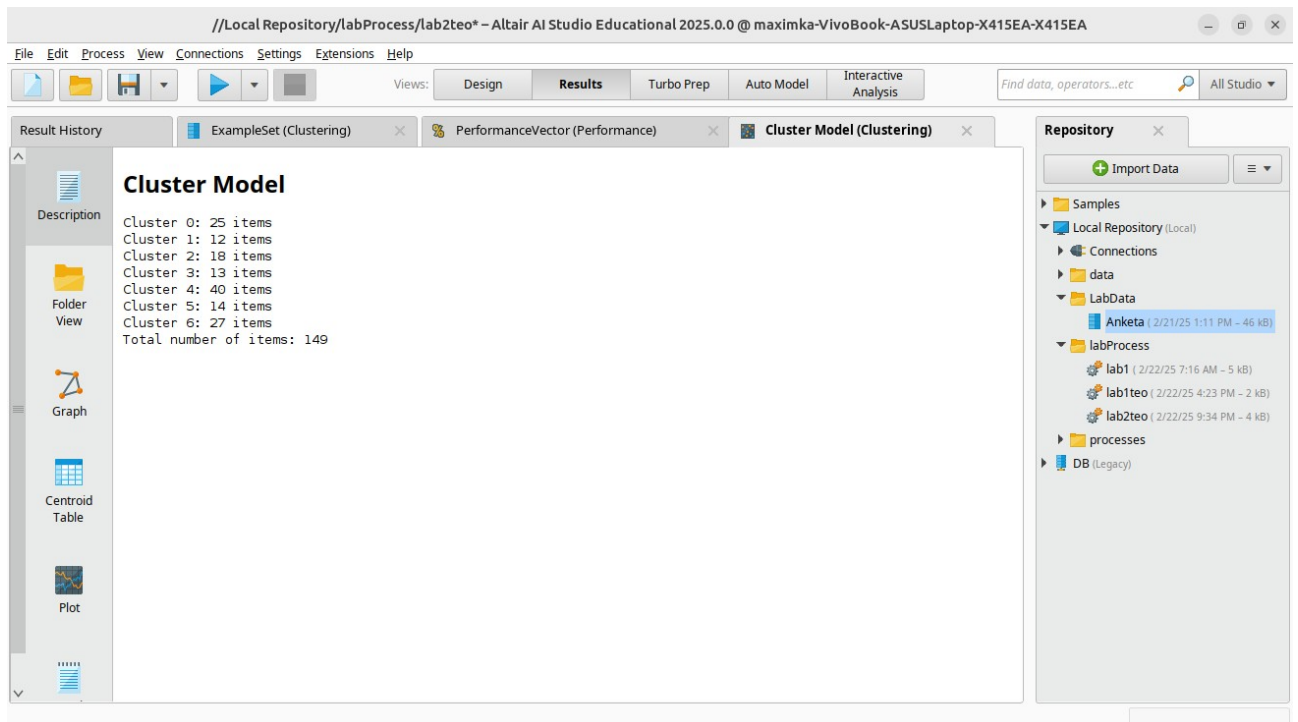 //Local Repository/labProcess/lab2teo* – Altair AI Studio Educational 2025.0.0 @ maximka-VivoBook-ASUSLaptop-X415EA-X415EA
File Edit Process View Connections Settings Extensions Help
Views: Design Results Turbo Prep Auto Model Interactive Analysis Find data, operators...etc All Studio
Result History ExampleSet (Clustering) PerformanceVector (Performance) Cluster Model (Clustering) Repository
Import Data
Description
Folder
View
Graph
Centroid
Table
Plot
Cluster Model
Cluster 0: 25 items
Cluster 1: 12 items
Cluster 2: 18 items
Cluster 3: 13 items
Cluster 4: 40 items
Cluster 5: 14 items
Cluster 6: 27 items
Total number of items: 149
Samples
Local Repository (Local)
Connections
data
LabData
Anketa ( 2/21/25 1:11 PM – 46 kB)
labProcess
lab1 ( 2/22/25 7:16 AM – 5 kB)
lab1teo ( 2/22/25 4:23 PM – 2 kB)
lab2teo ( 2/22/25 9:34 PM – 4 kB)
processes
DB (Legacy)